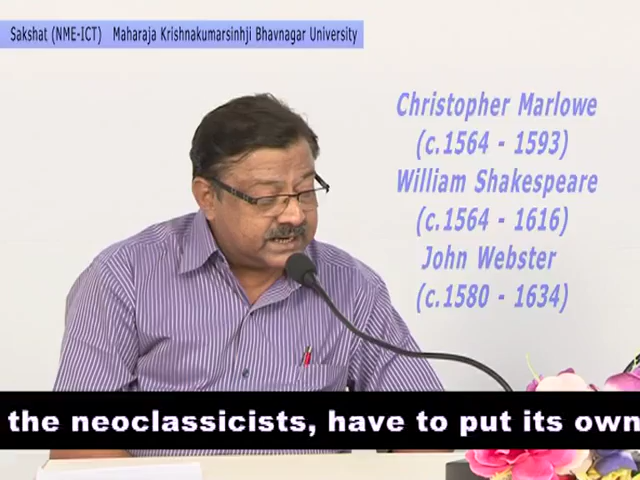 Sakshat (NME-ICT) Maharaja Krishnakumarsinhji Bhavnagar University
Christopher Marlowe
(c.1564 - 1593)
William Shakespeare
(c.1564 - 1616)
John Webster
(c.1580 - 1634)
the neoclassicists, have to put its own